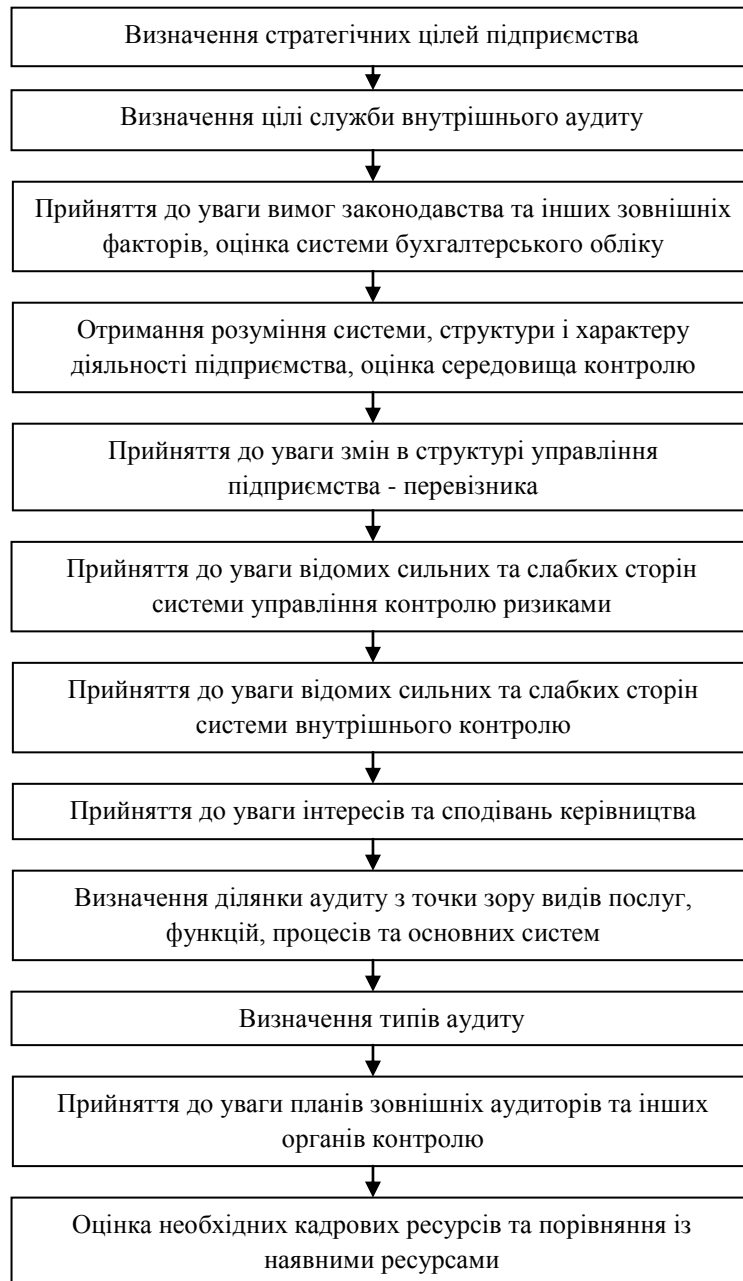 Визначення стратегічних цілей підприємства
Визначення цілі служби внутрішнього аудиту
Прийняття до уваги вимог законодавства та інших зовнішніх
факторів, оцінка системи бухгалтерського обліку
Отримання розуміння системи, структури і характеру
діяльності підприємства, оцінка середовища контролю
Прийняття до уваги змін в структурі управління
підприємства - перевізника
Прийняття до уваги відомих сильних та слабких сторін
системи управління контролю ризиками
Прийняття до уваги відомих сильних та слабких сторін
системи внутрішнього контролю
Прийняття до уваги інтересів та сподівань керівництва
Визначення ділянки аудиту з точки зору видів послуг,
функцій, процесів та основних систем
Визначення типів аудиту
Прийняття до уваги планів зовнішніх аудиторів та інших
органів контролю
Оцінка необхідних кадрових ресурсів та порівняння із
наявними ресурсами